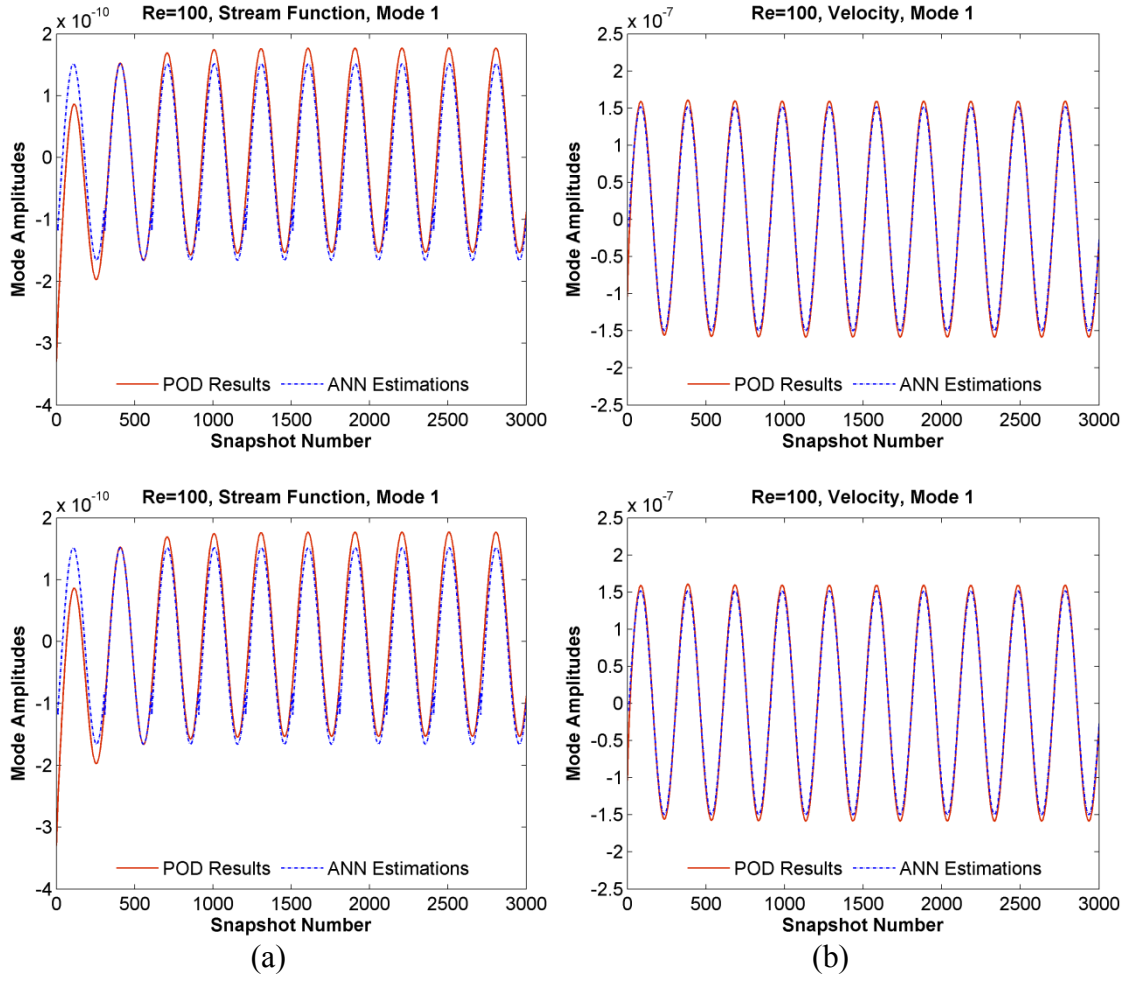 Re=100, Stream Function, Mode 1
x 10-10
2
1
0
-1
-2
-3
-4
Mode Amplitudes
POD Results
ANN Estimations
0 500 1000 1500 2000 2500 3000
Snapshot Number
Re=100, Velocity, Mode 1
x 10-7
2.5
2
1.5
1
0.5
0
-0.5
-1
-1.5
-2
-2.5
Mode Amplitudes
POD Results
ANN Estimations
0 500 1000 1500 2000 2500 3000
Snapshot Number
Re=100, Stream Function, Mode 1
x 10-10
2
1
0
-1
-2
-3
-4
Mode Amplitudes
POD Results
ANN Estimations
0 500 1000 1500 2000 2500 3000
Snapshot Number
(a)
Re=100, Velocity, Mode 1
x 10-7
2.5
2
1.5
1
0.5
0
-0.5
-1
-1.5
-2
-2.5
Mode Amplitudes
POD Results
ANN Estimations
0 500 1000 1500 2000 2500 3000
Snapshot Number
(b)